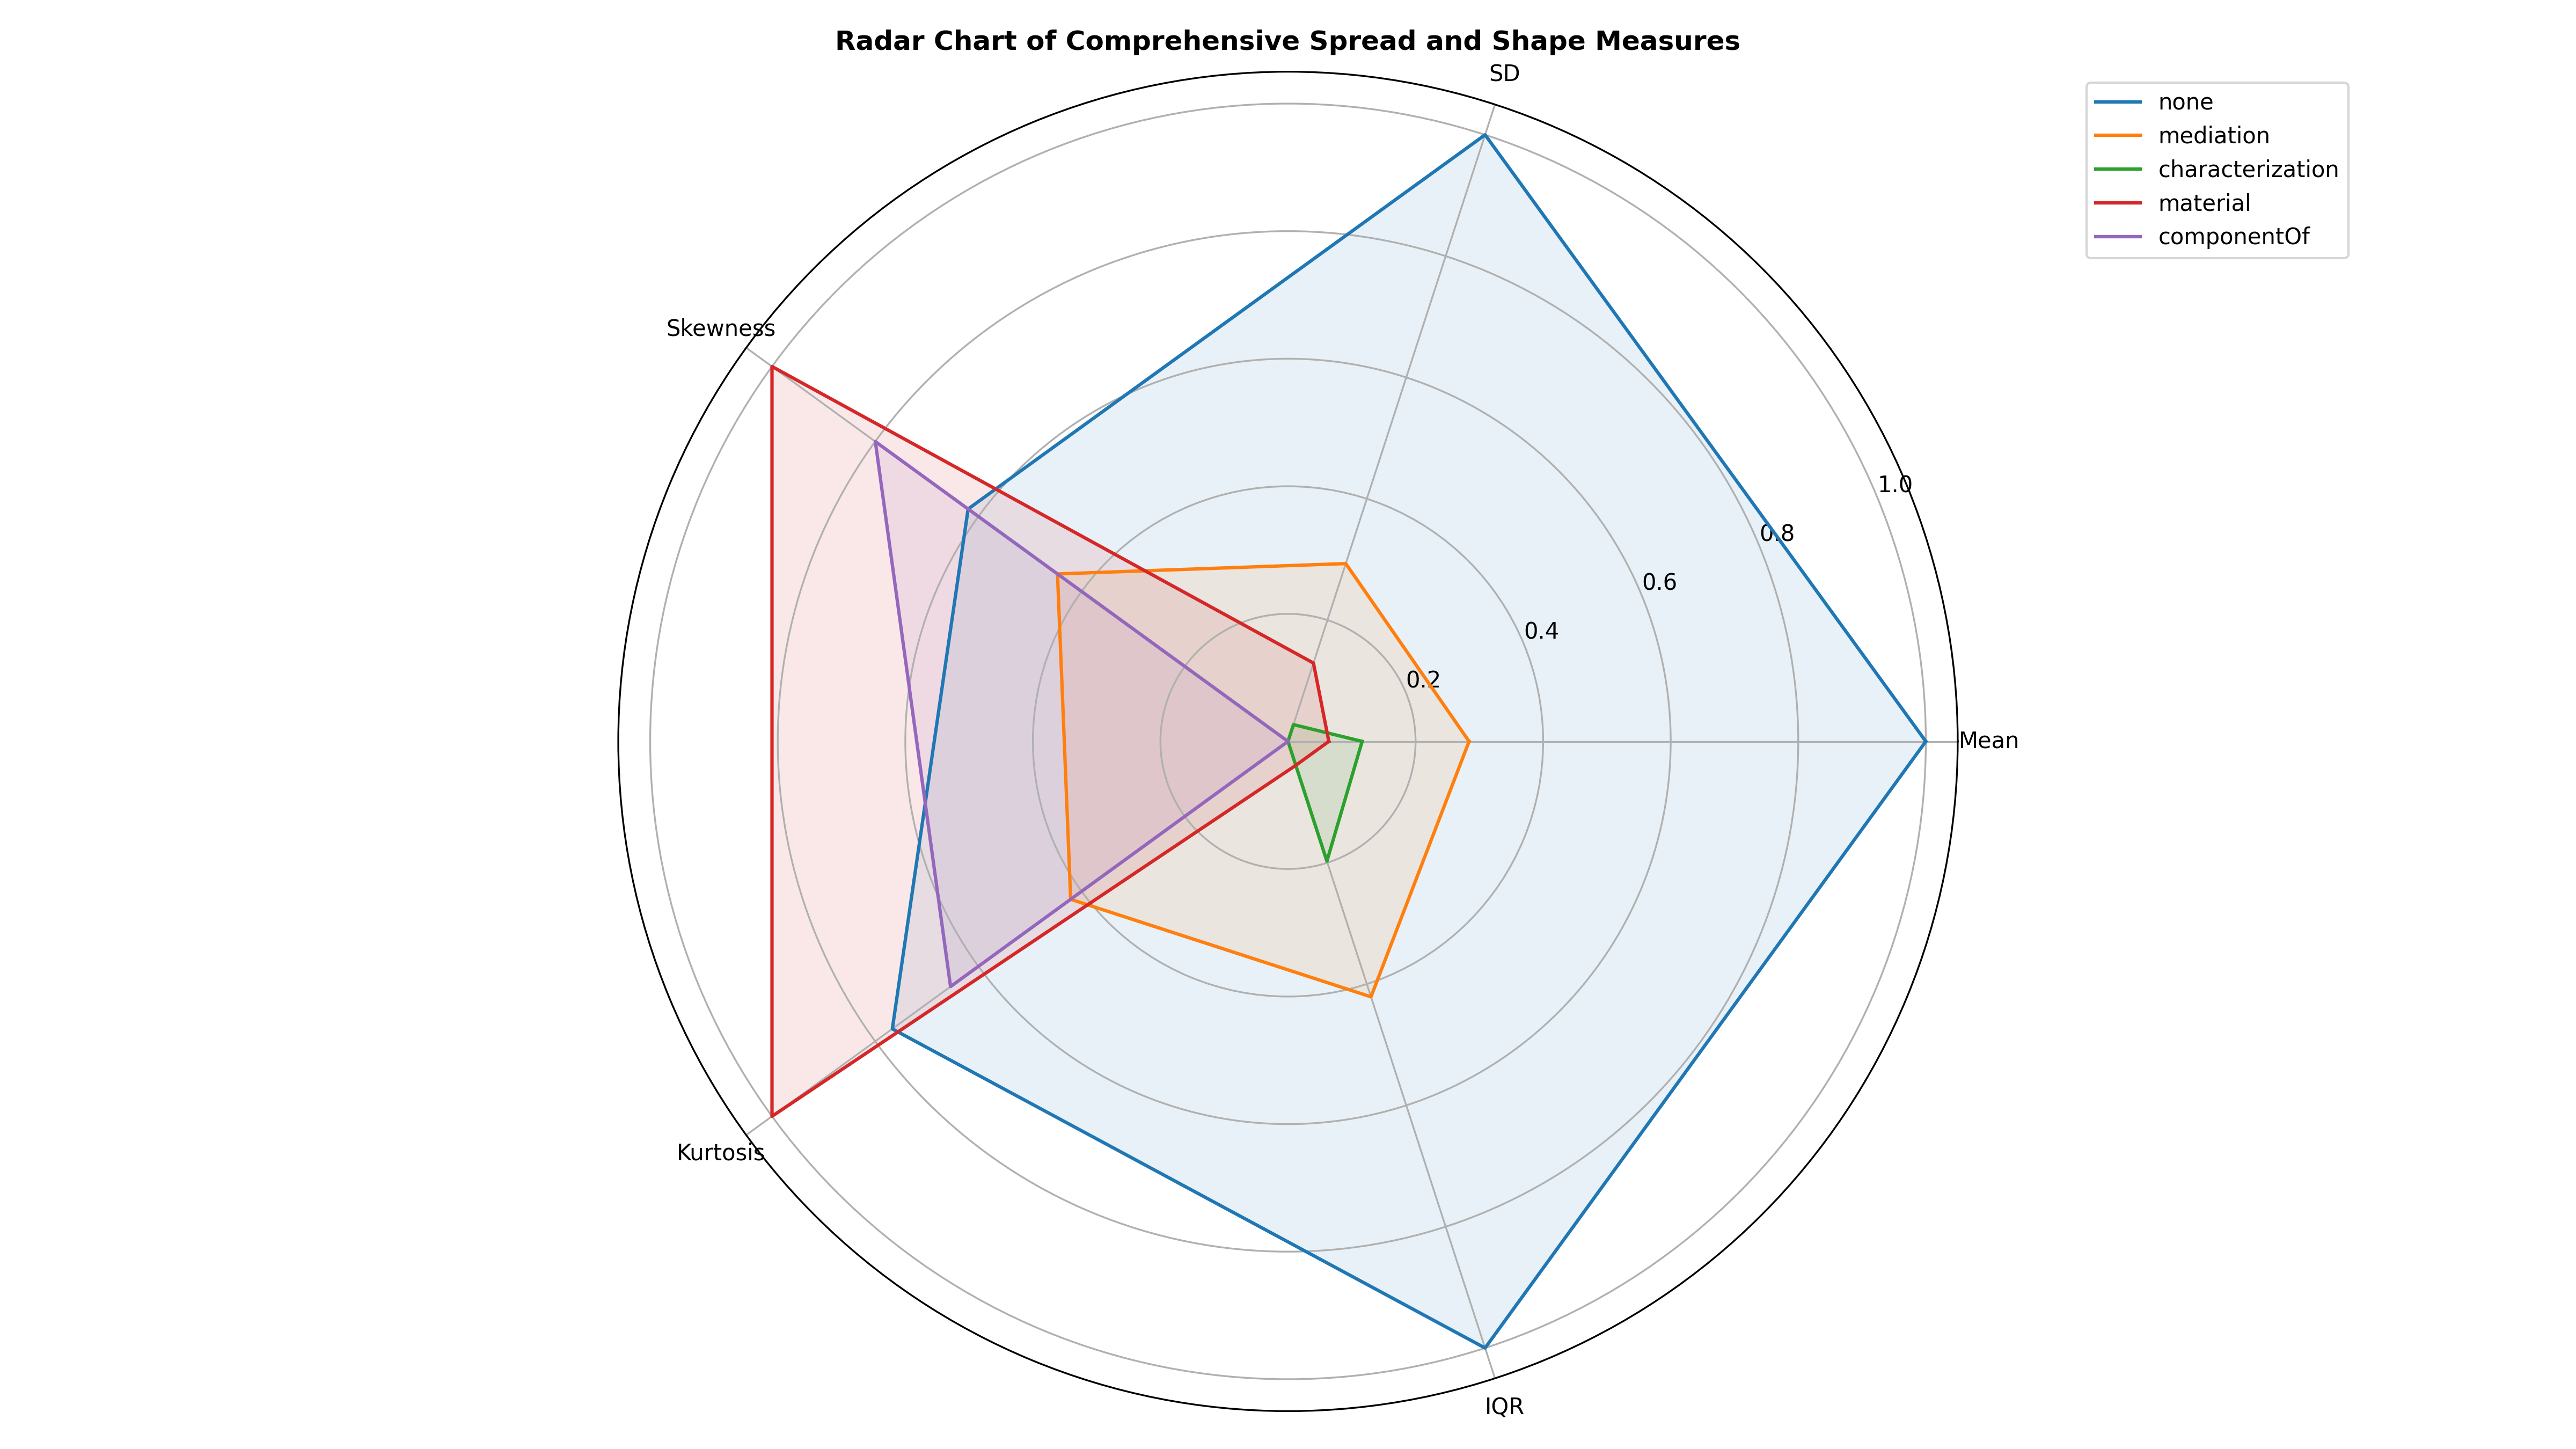 Radar Chart of Comprehensive Spread and Shape Measures
SD
none
mediation
characterization
material
componentOf
Skewness
1.0
0.8
0.6
0.4
0.2
Mean
Kurtosis
IQR